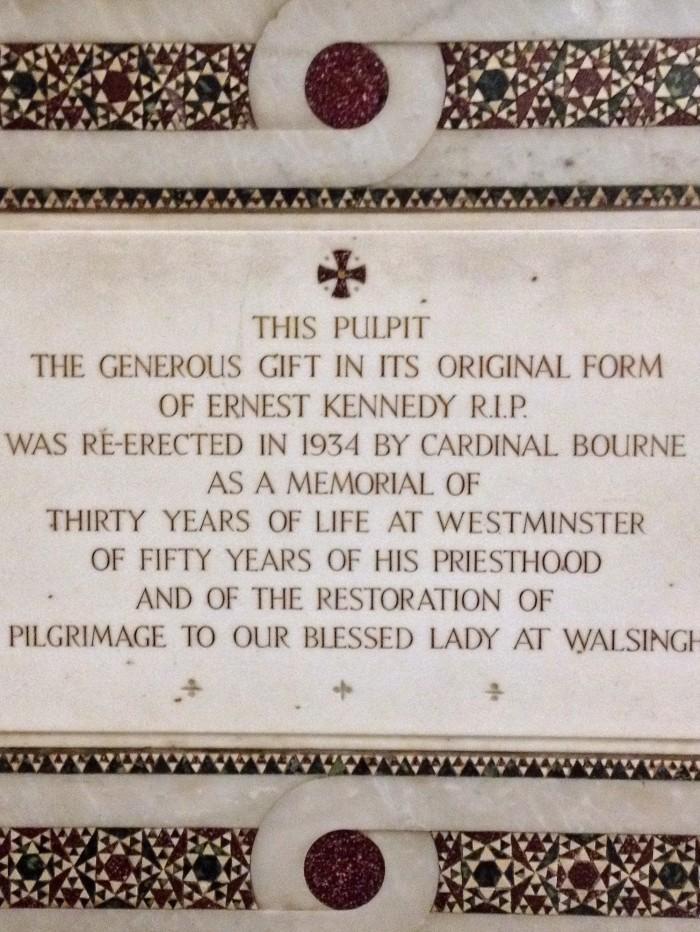 THIS PULPIT
THE GENEROUS GIFT IN ITS ORIGINAL FORM
OF ERNEST KENNEDY R.I.P.
WAS RE-ERECTED IN 1934 BY CARDINAL BOURNE
AS A MEMORIAL OF
THIRTY YEARS OF LIFE AT WESTMINSTER
OF FIFTY YEARS OF HIS PRIESTHOOD
AND OF THE RESTORATION OF
PILGRIMAGE TO OUR BLESSED LADY AT WALSINGH